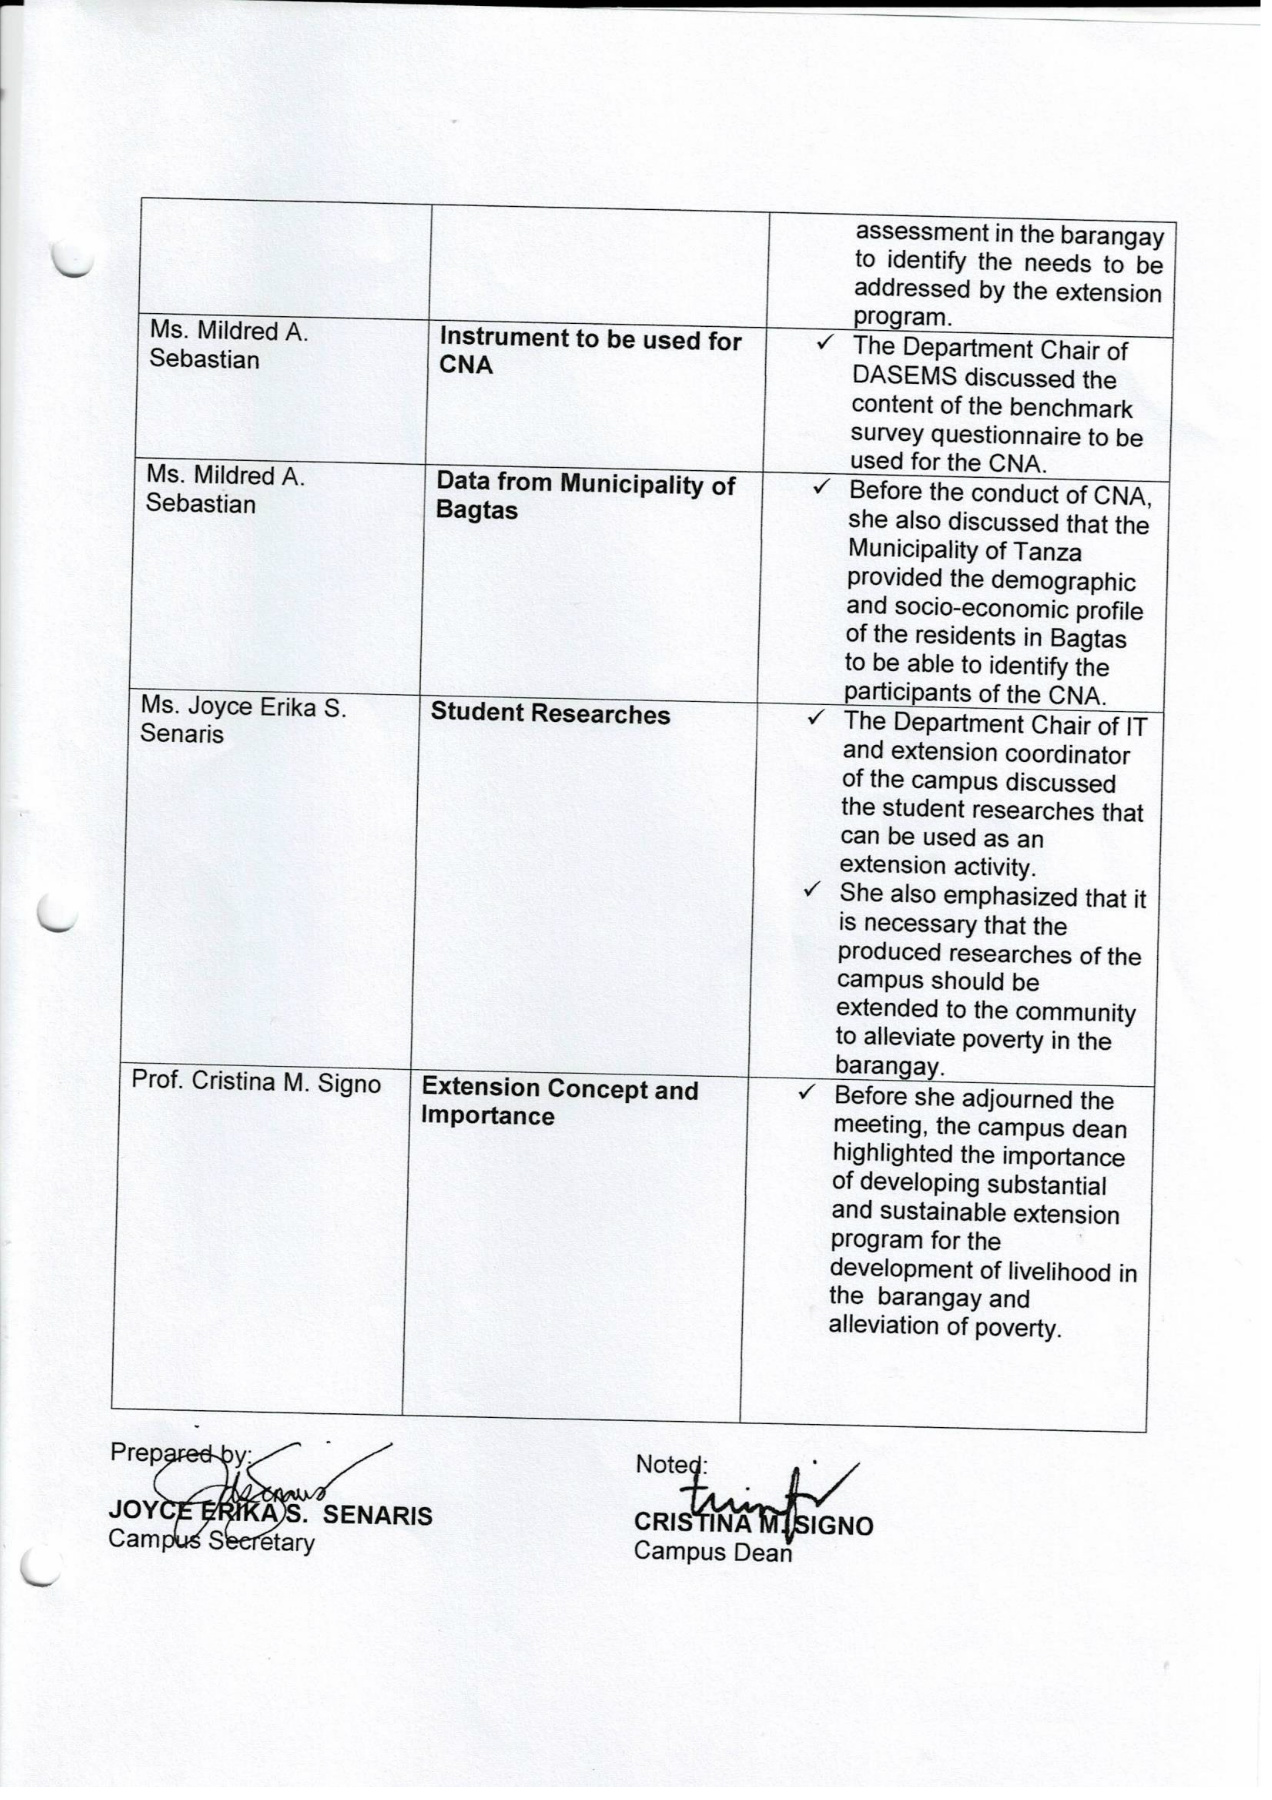 assessment in the barangay
to identify the needs to be
addressed by the extension
program.
Ms. Mildred A.
Sebastian
Instrument to be used for
CNA
✓ The Department Chair of
DASEMS discussed the
content of the benchmark
survey questionnaire to be
used for the CNA.
Ms. Mildred A.
Sebastian
Data from Municipality of
Bagtas
✓ Before the conduct of CNA,
she also discussed that the
Municipality of Tanza
provided the demographic
and socio-economic profile
of the residents in Bagtas
to be able to identify the
participants of the CNA.
Ms. Joyce Erika S.
Senaris
Student Researches
✓ The Department Chair of IT
and extension coordinator
of the campus discussed
the student researches that
can be used as an
extension activity.
✓ She also emphasized that it
is necessary that the
produced researches of the
campus should be
extended to the community
to alleviate poverty in the
barangay.
Prof. Cristina M. Signo
Extension Concept and
Importance
✓ Before she adjourned the
meeting, the campus dean
highlighted the importance
of developing substantial
and sustainable extension
program for the
development of livelihood in
the barangay and
alleviation of poverty.
Prepared by:
JOYCE ERIKA S. SENARIS
Campus Secretary
Noted:
CRISTINA M. SIGNO
Campus Dean